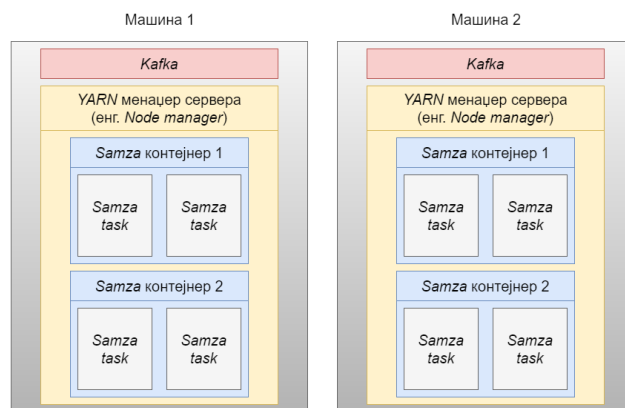 Машина 1
Kafka
YARN менаџер сервера
(енг. Node manager)
Samza контејнер 1
Samza
task
Samza
task
Samza контејнер 2
Samza
task
Samza
task
Машина 2
Kafka
YARN менаџер сервера
(енг. Node manager)
Samza контејнер 1
Samza
task
Samza
task
Samza контејнер 2
Samza
task
Samza
task